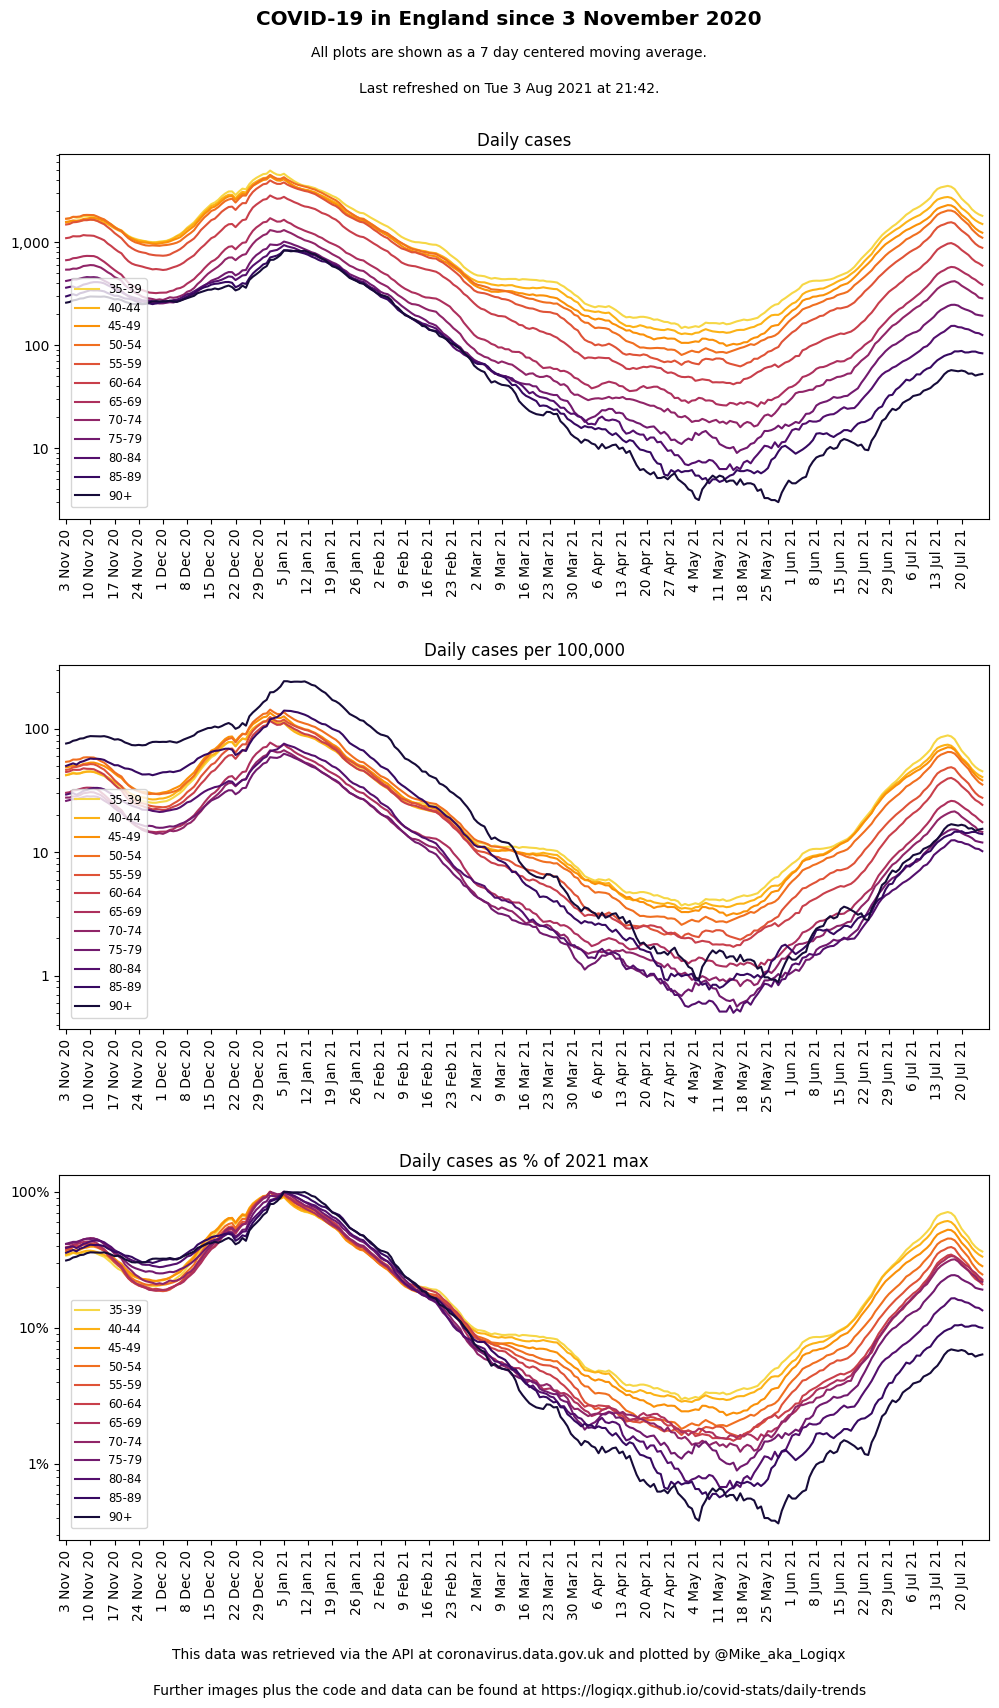 COVID-19 in England since 3 November 2020
All plots are shown as a 7 day centered moving average.
Last refreshed on Tue 3 Aug 2021 at 21:42.
Daily cases
1,000
100
10
35-39
40-44
45-49
50-54
55-59
60-64
65-69
70-74
75-79
80-84
85-89
90+
3 Nov 20
10 Nov 20
17 Nov 20
24 Nov 20
1 Dec 20
8 Dec 20
15 Dec 20
22 Dec 20
29 Dec 20
5 Jan 21
12 Jan 21
19 Jan 21
26 Jan 21
2 Feb 21
9 Feb 21
16 Feb 21
23 Feb 21
2 Mar 21
9 Mar 21
16 Mar 21
23 Mar 21
30 Mar 21
6 Apr 21
13 Apr 21
20 Apr 21
27 Apr 21
4 May 21
11 May 21
18 May 21
25 May 21
1 Jun 21
8 Jun 21
15 Jun 21
22 Jun 21
29 Jun 21
6 Jul 21
13 Jul 21
20 Jul 21
Daily cases per 100,000
100
10
1
35-39
40-44
45-49
50-54
55-59
60-64
65-69
70-74
75-79
80-84
85-89
90+
3 Nov 20
10 Nov 20
17 Nov 20
24 Nov 20
1 Dec 20
8 Dec 20
15 Dec 20
22 Dec 20
29 Dec 20
5 Jan 21
12 Jan 21
19 Jan 21
26 Jan 21
2 Feb 21
9 Feb 21
16 Feb 21
23 Feb 21
2 Mar 21
9 Mar 21
16 Mar 21
23 Mar 21
30 Mar 21
6 Apr 21
13 Apr 21
20 Apr 21
27 Apr 21
4 May 21
11 May 21
18 May 21
25 May 21
1 Jun 21
8 Jun 21
15 Jun 21
22 Jun 21
29 Jun 21
6 Jul 21
13 Jul 21
20 Jul 21
Daily cases as % of 2021 max
100%
10%
1%
35-39
40-44
45-49
50-54
55-59
60-64
65-69
70-74
75-79
80-84
85-89
90+
3 Nov 20
10 Nov 20
17 Nov 20
24 Nov 20
1 Dec 20
8 Dec 20
15 Dec 20
22 Dec 20
29 Dec 20
5 Jan 21
12 Jan 21
19 Jan 21
26 Jan 21
2 Feb 21
9 Feb 21
16 Feb 21
23 Feb 21
2 Mar 21
9 Mar 21
16 Mar 21
23 Mar 21
30 Mar 21
6 Apr 21
13 Apr 21
20 Apr 21
27 Apr 21
4 May 21
11 May 21
18 May 21
25 May 21
1 Jun 21
8 Jun 21
15 Jun 21
22 Jun 21
29 Jun 21
6 Jul 21
13 Jul 21
20 Jul 21
This data was retrieved via the API at coronavirus.data.gov.uk and plotted by @Mike_aka_Logiqx
Further images plus the code and data can be found at https://logiqx.github.io/covid-stats/daily-trends